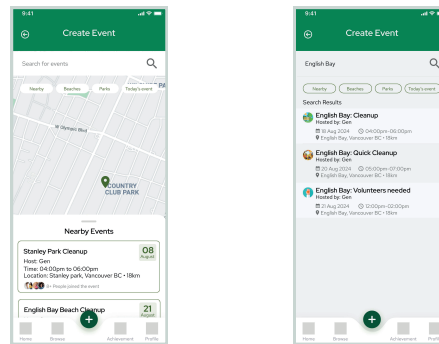 9:41
Create Event
Search for events
Nearby
Beaches
Parks
Today's event
W Olympic Blvd
COUNTRY
CLUB PARK
Nearby Events
Stanley Park Cleanup
08
August
Host: Gen
Time: 04:00pm to 06:00pm
Location: Stanley park, Vancouver BC • 18km
8+ People joined the event
English Bay Beach Cleanup
21
August
Home
Browse
Achievement
Profile
9:41
Create Event
English Bay
Nearby
Beaches
Parks
Today's event
Search Results
English Bay: Cleanup
Hosted by: Gen
18 Aug 2024
04:00pm-06:00pm
English Bay, Vancouver BC • 18km
English Bay: Quick Cleanup
Hosted by: Gen
20 Aug 2024
05:00pm-07:00pm
English Bay, Vancouver BC • 18km
English Bay: Volunteers needed
Hosted by: Gen
21 Aug 2024
12:00pm-02:00pm
English Bay, Vancouver BC • 18km
Home
Browse
Achievement